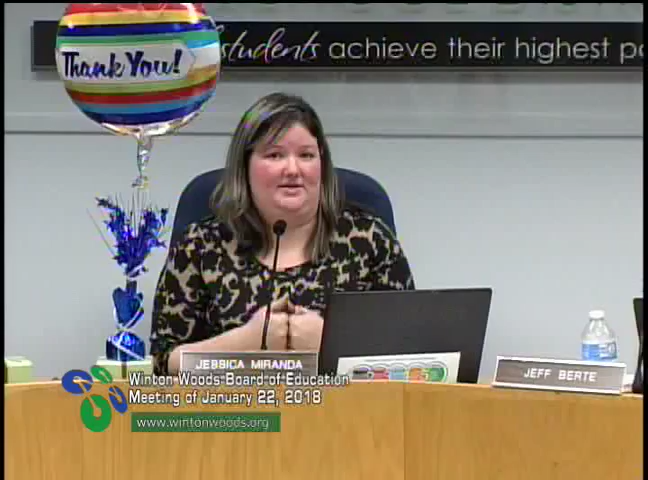 Thank You!
students achieve their highest po
JESSICA MIRANDA
JEFF BERTE
Winton Woods Board of Education
Meeting of January 22, 2018
www.wintonwoods.org